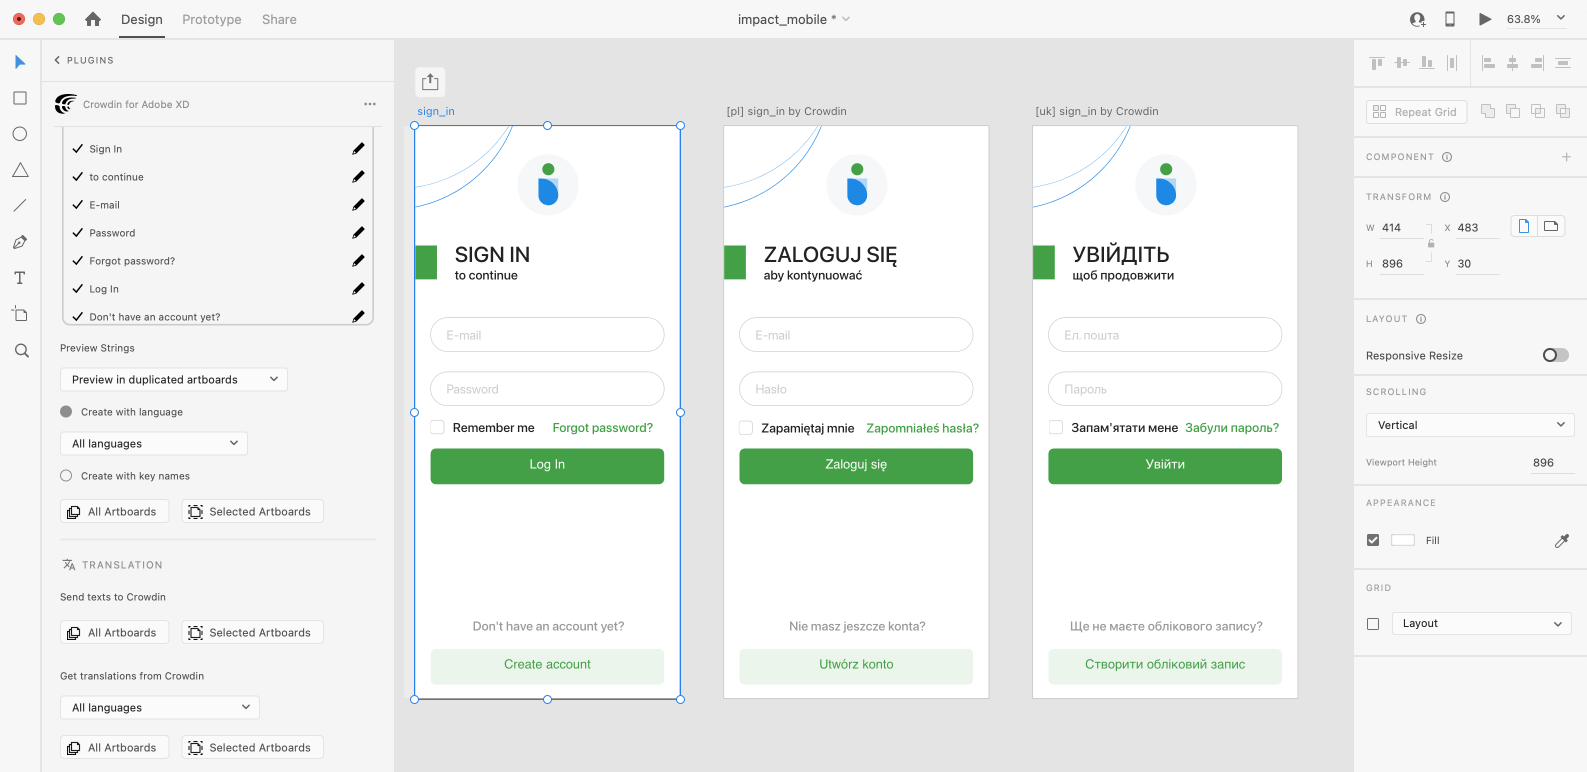 Design
Prototype
Share
impact_mobile *
63.8%
PLUGINS
Crowdin for Adobe XD
Sign In
to continue
E-mail
Password
Forgot password?
Log In
Don't have an account yet?
Preview Strings
Preview in duplicated artboards
Create with language
All languages
Create with key names
All Artboards
Selected Artboards
TRANSLATION
Send texts to Crowdin
All Artboards
Selected Artboards
Get translations from Crowdin
All languages
All Artboards
Selected Artboards
sign_in
SIGN IN
to continue
E-mail
Password
Remember me
Forgot password?
Log In
Don't have an account yet?
Create account
[pl] sign_in by Crowdin
ZALOGUJ SIĘ
aby kontynuować
E-mail
Hasło
Zapamiętaj mnie
Zapomniałeś hasła?
Zaloguj się
Nie masz jeszcze konta?
Utwórz konto
[uk] sign_in by Crowdin
УВІЙДІТЬ
щоб продовжити
Ел. пошта
Пароль
Запам'ятати мене
Забули пароль?
Увійти
Ще не маєте облікового запису?
Створити обліковий запис
Repeat Grid
COMPONENT
TRANSFORM
W 414
X 483
H 896
Y 30
LAYOUT
Responsive Resize
SCROLLING
Vertical
Viewport Height
896
APPEARANCE
Fill
GRID
Layout